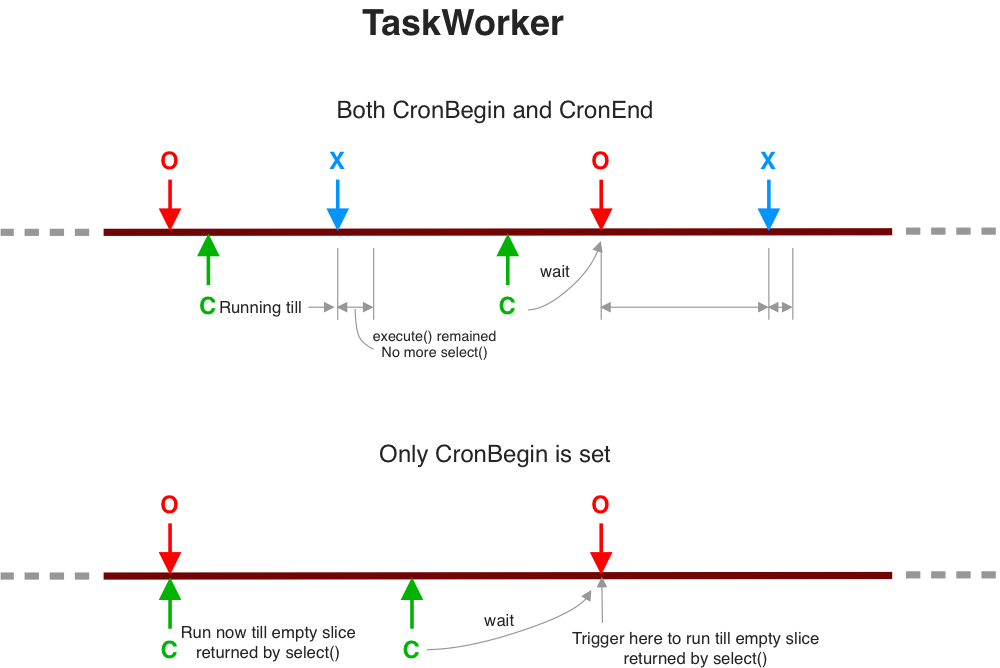 TaskWorker
Both CronBegin and CronEnd
O X O X
wait
C Running till C
execute() remained
No more select()
Only CronBegin is set
O O
wait
Run now till empty slice
returned by select()
C C
Trigger here to run till empty slice
returned by select()